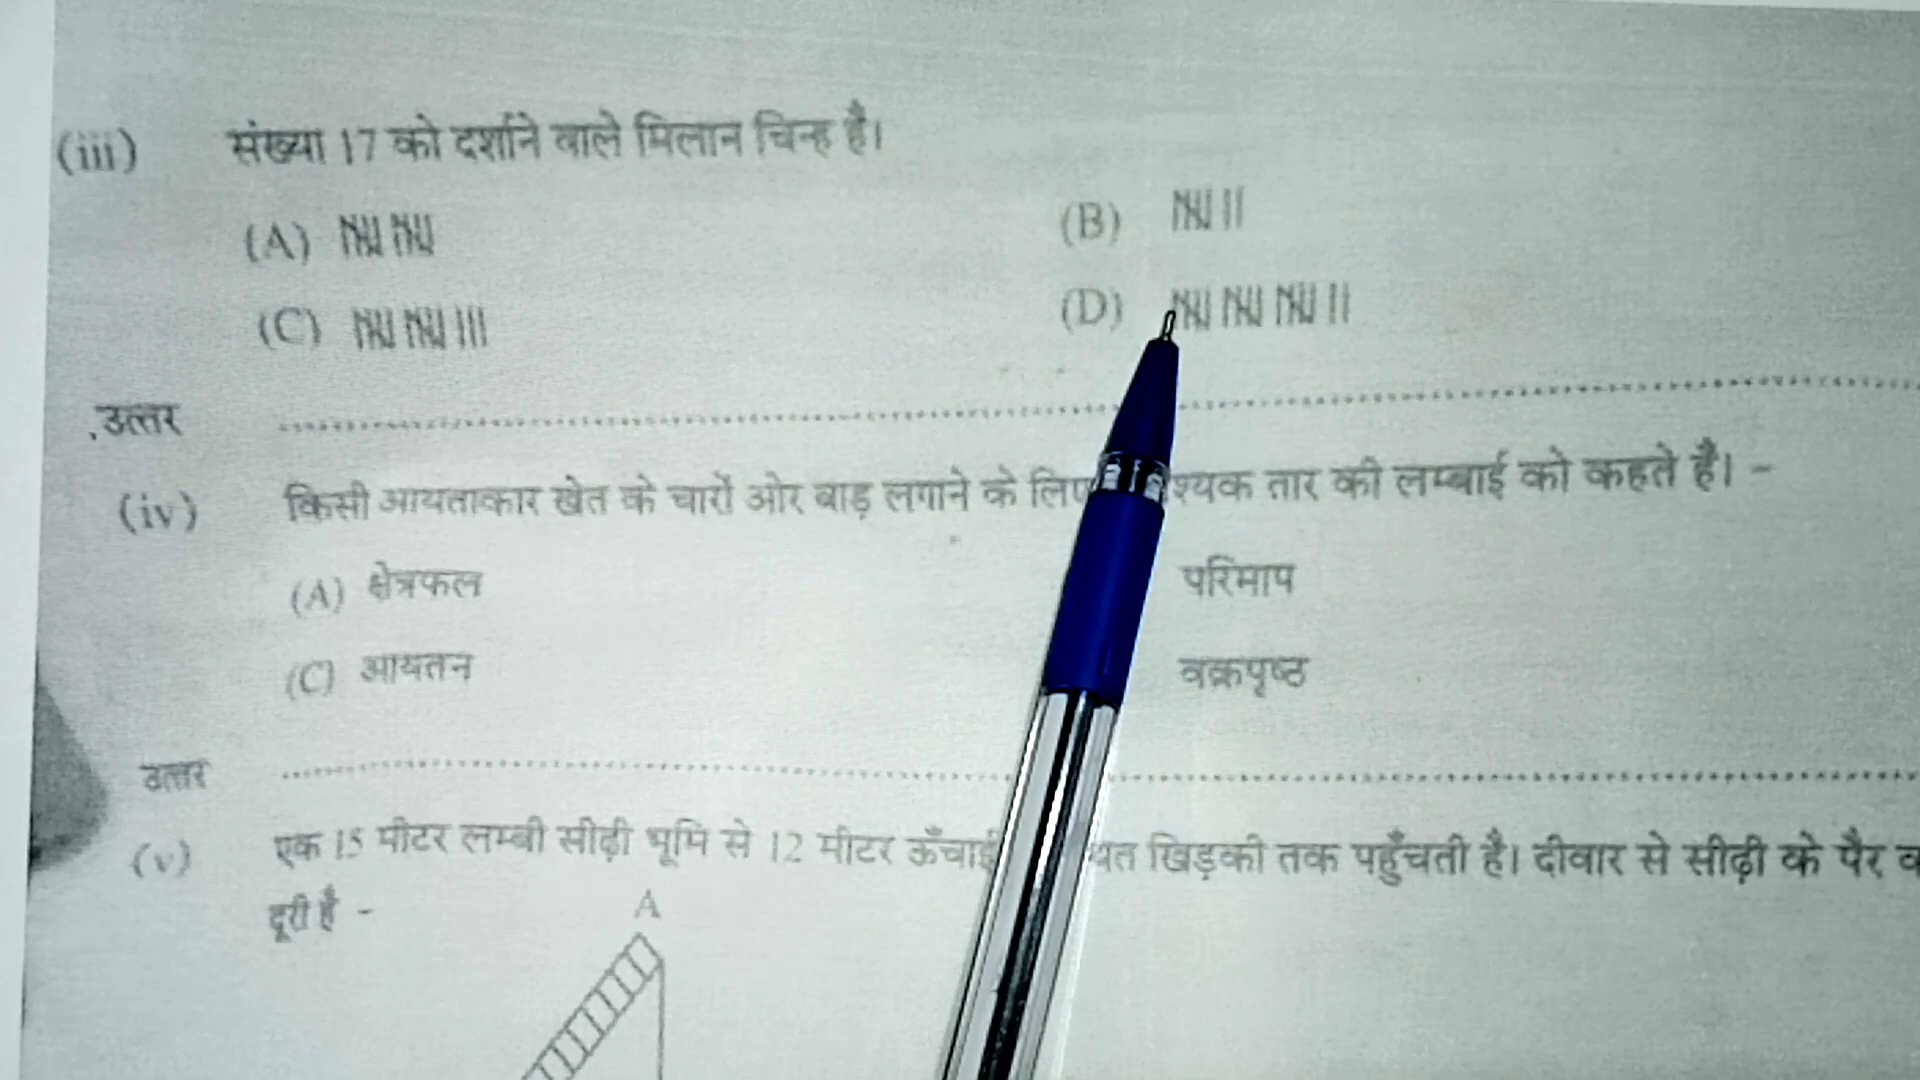 (iii) संख्या 17 को दर्शाने वाले मिलान चिन्ह है।
(A) 𝍸 𝍸 (B) 𝍸 ||
(C) 𝍸 𝍸 ||| (D) 𝍸 𝍸 𝍸 ||
उत्तर
(iv) किसी आयताकार खेत के चारों ओर बाड़ लगाने के लिए श्यक तार की लम्बाई को कहते है। -
(A) क्षेत्रफल परिमाप
(C) आयतन वक्रपृष्ठ
उत्तर
(v) एक 15 मीटर लम्बी सीढ़ी भूमि से 12 मीटर ऊँचाई खिड़की तक पहुँचती है। दीवार से सीढ़ी के पैर
दूरी है -
A